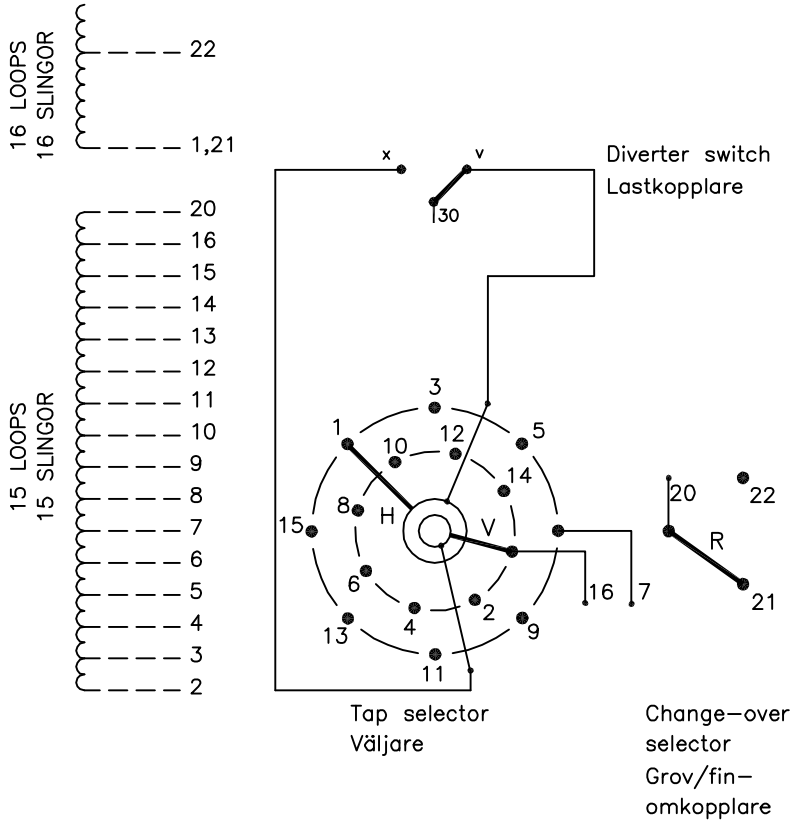 16 LOOPS
16 SLINGOR
22
1,21
20
16
15
14
13
12
11
10
9
8
7
6
5
4
3
2
15 LOOPS
15 SLINGOR
x
v
30
Diverter switch
Lastkopplare
3
1
5
10
12
14
8
H
V
15
6
4
2
13
11
9
16
7
20
22
R
21
Tap selector
Väljare
Change-over
selector
Grov/fin-
omkopplare